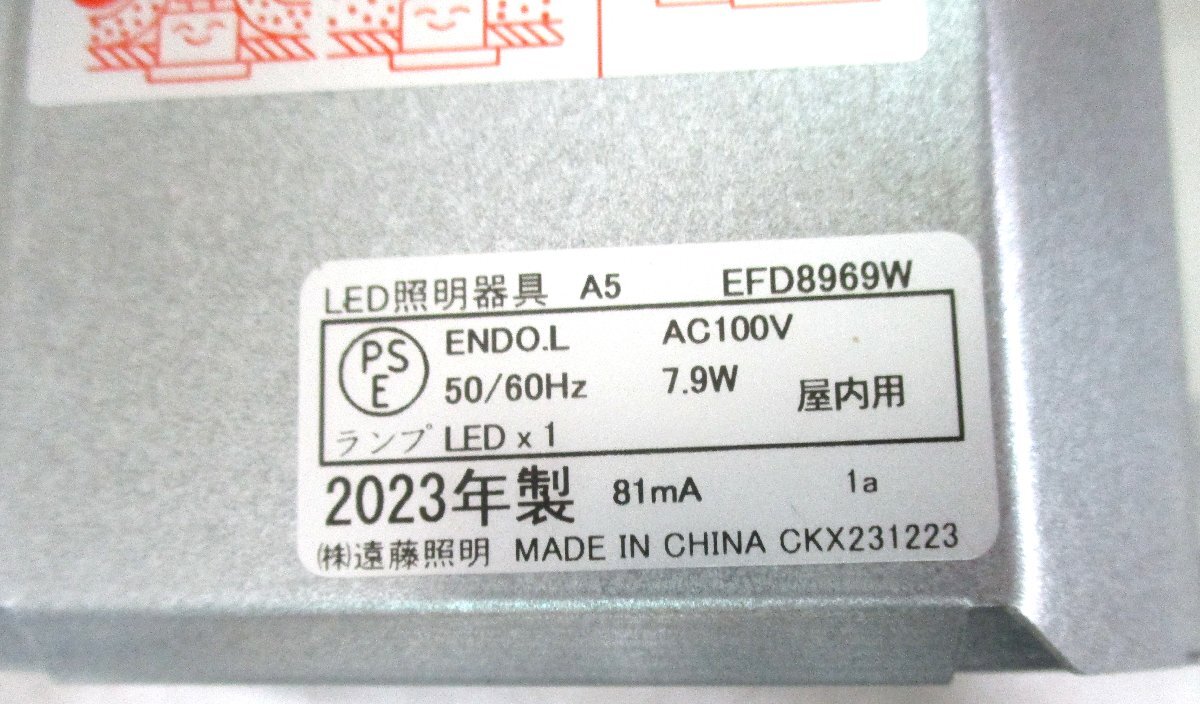 LED照明器具 A5 EFD8969W
PS
E
ENDO.L AC100V
50/60Hz 7.9W 屋内用
ランプ LED x 1
2023年製 81mA 1a
㈱遠藤照明 MADE IN CHINA CKX231223